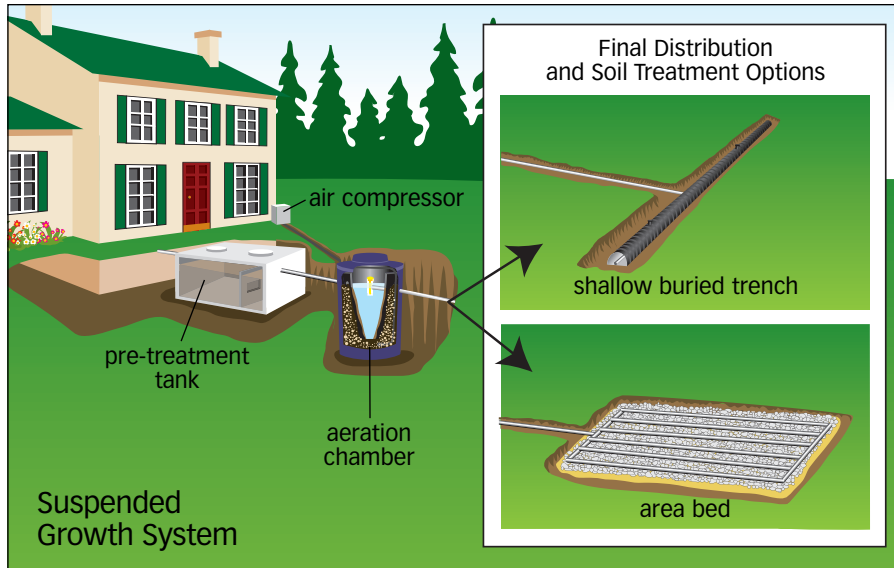 Final Distribution
and Soil Treatment Options
air compressor
shallow buried trench
pre-treatment
tank
aeration
chamber
area bed
Suspended
Growth System